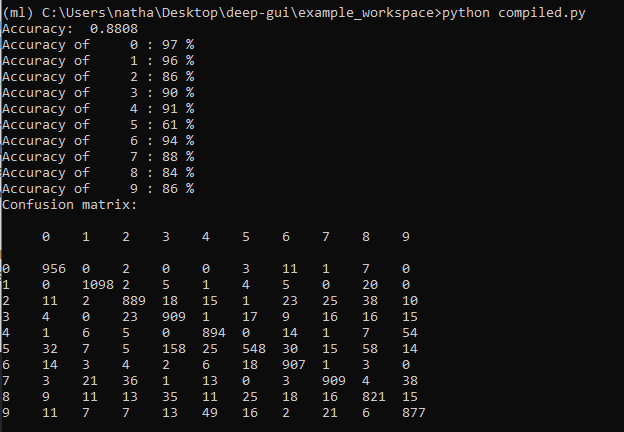 (ml) C:\Users\natha\Desktop\deep-gui\example_workspace>python compiled.py
Accuracy:  0.8808
Accuracy of     0 : 97 %
Accuracy of     1 : 96 %
Accuracy of     2 : 86 %
Accuracy of     3 : 90 %
Accuracy of     4 : 91 %
Accuracy of     5 : 61 %
Accuracy of     6 : 94 %
Accuracy of     7 : 88 %
Accuracy of     8 : 84 %
Accuracy of     9 : 86 %
Confusion matrix:
     0    1    2    3    4    5    6    7    8    9
0    956  0    2    0    0    3    11   1    7    0
1    0    1098 2    5    1    4    5    0    20   0
2    11   2    889  18   15   1    23   25   38   10
3    4    0    23   909  1    17   9    16   16   15
4    1    6    5    0    894  0    14   1    7    54
5    32   7    5    158  25   548  30   15   58   14
6    14   3    4    2    6    18   907  1    3    0
7    3    21   36   1    13   0    3    909  4    38
8    9    11   13   35   11   25   18   16   821  15
9    11   7    7    13   49   16   2    21   6    877